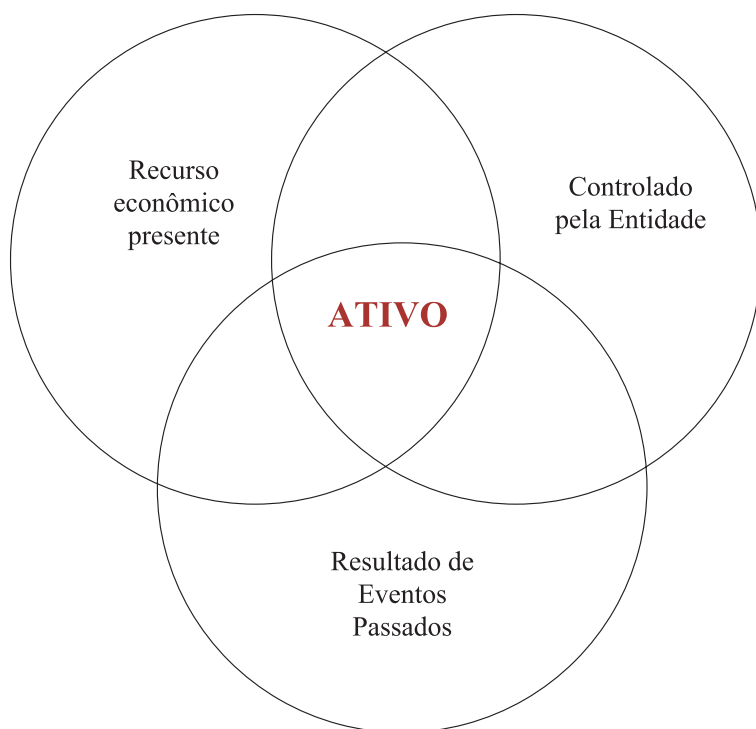 Recurso
econômico
presente
Controlado
pela Entidade
ATIVO
Resultado de
Eventos
Passados